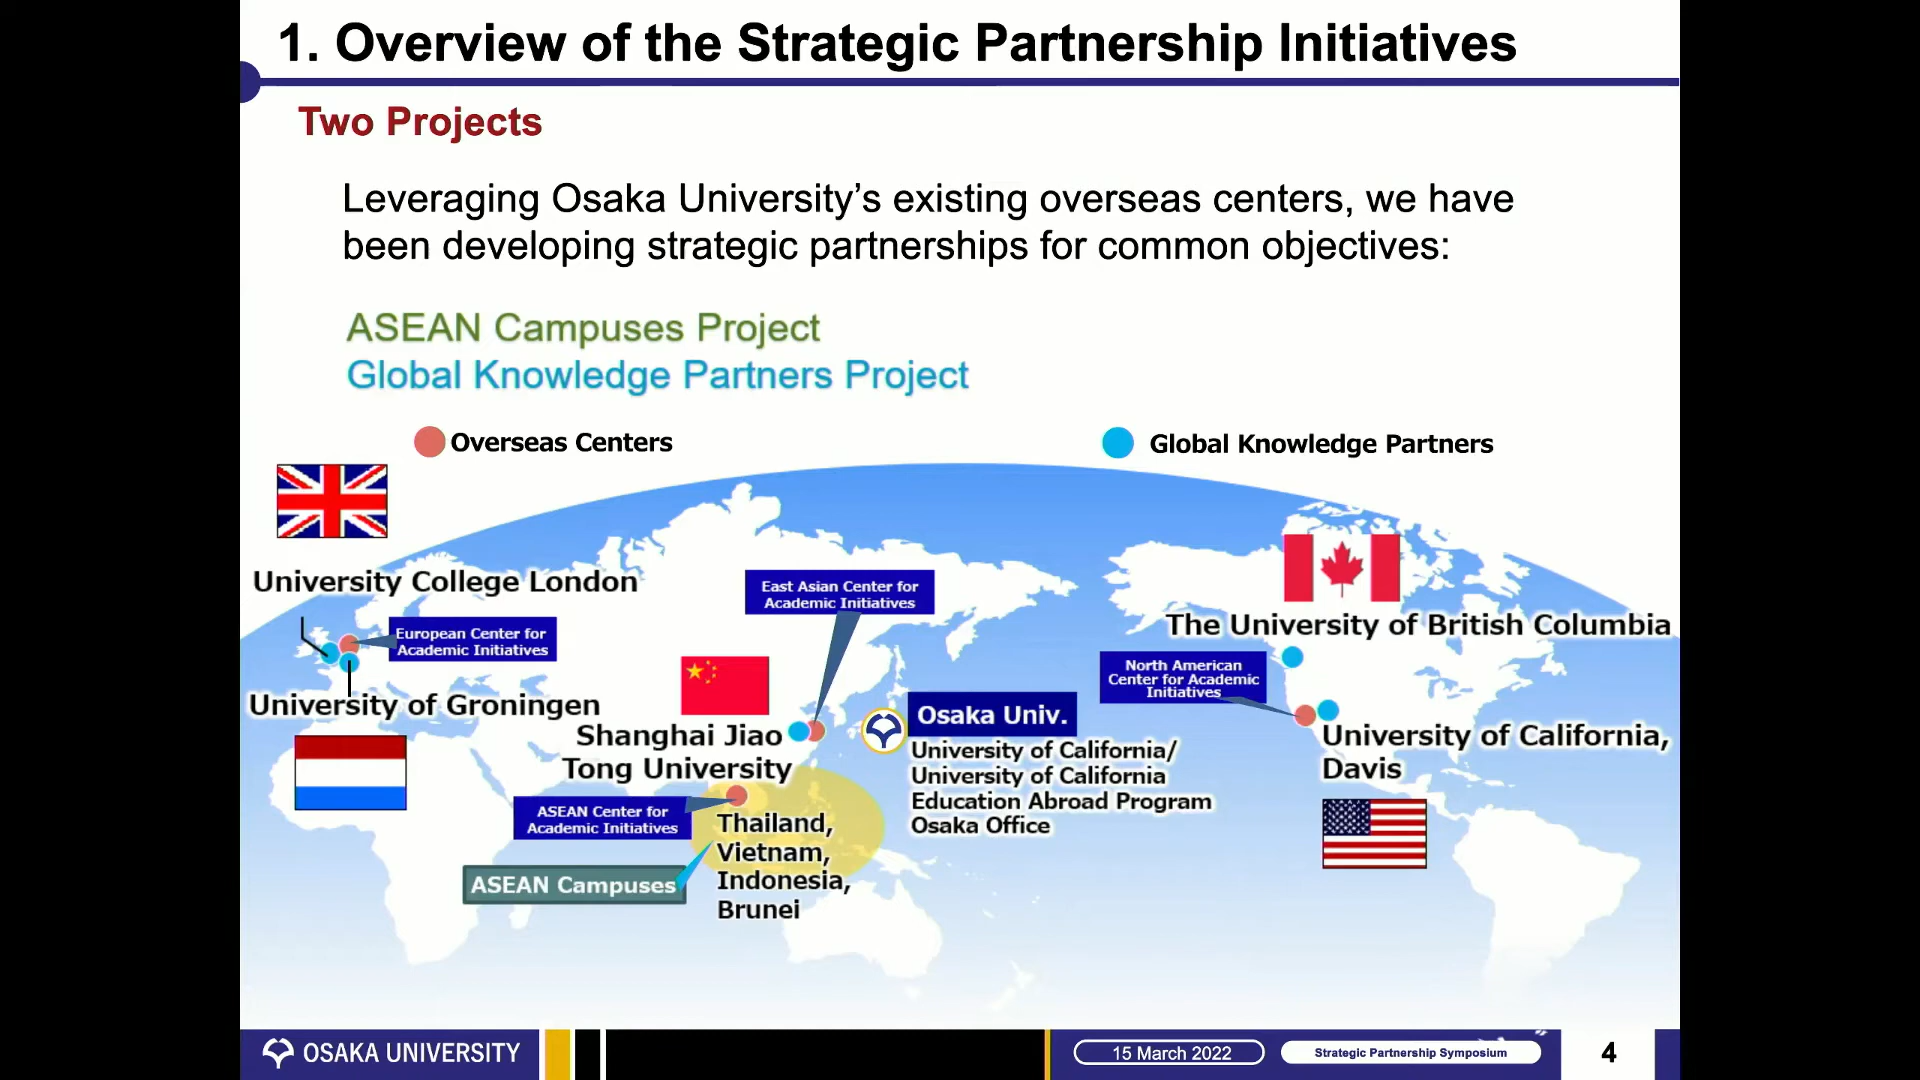 1. Overview of the Strategic Partnership Initiatives
Two Projects
Leveraging Osaka University’s existing overseas centers, we have
been developing strategic partnerships for common objectives:
ASEAN Campuses Project
Global Knowledge Partners Project
Overseas Centers
Global Knowledge Partners
University College London
European Center for
Academic Initiatives
University of Groningen
East Asian Center for
Academic Initiatives
Shanghai Jiao
Tong University
ASEAN Center for
Academic Initiatives
ASEAN Campuses
Thailand,
Vietnam,
Indonesia,
Brunei
Osaka Univ.
University of California/
University of California
Education Abroad Program
Osaka Office
The University of British Columbia
North American
Center for Academic
Initiatives
University of California,
Davis
OSAKA UNIVERSITY
15 March 2022
Strategic Partnership Symposium
4